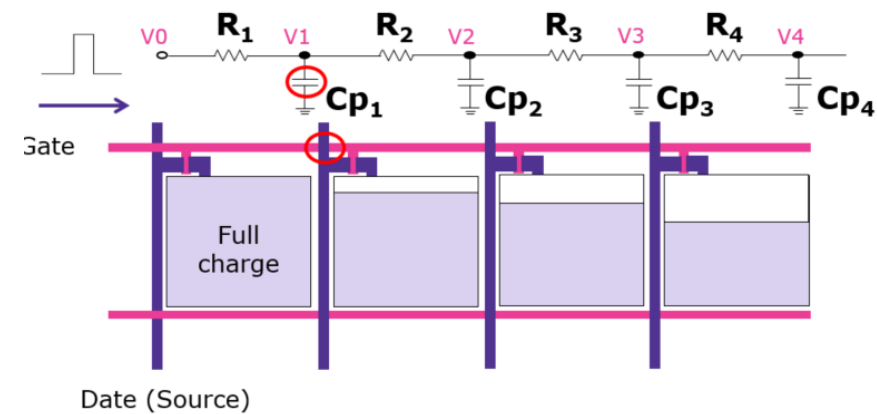 V0 R1 V1 R2 V2 R3 V3 R4 V4
Cp1 Cp2 Cp3 Cp4
Gate
Full
charge
Date (Source)